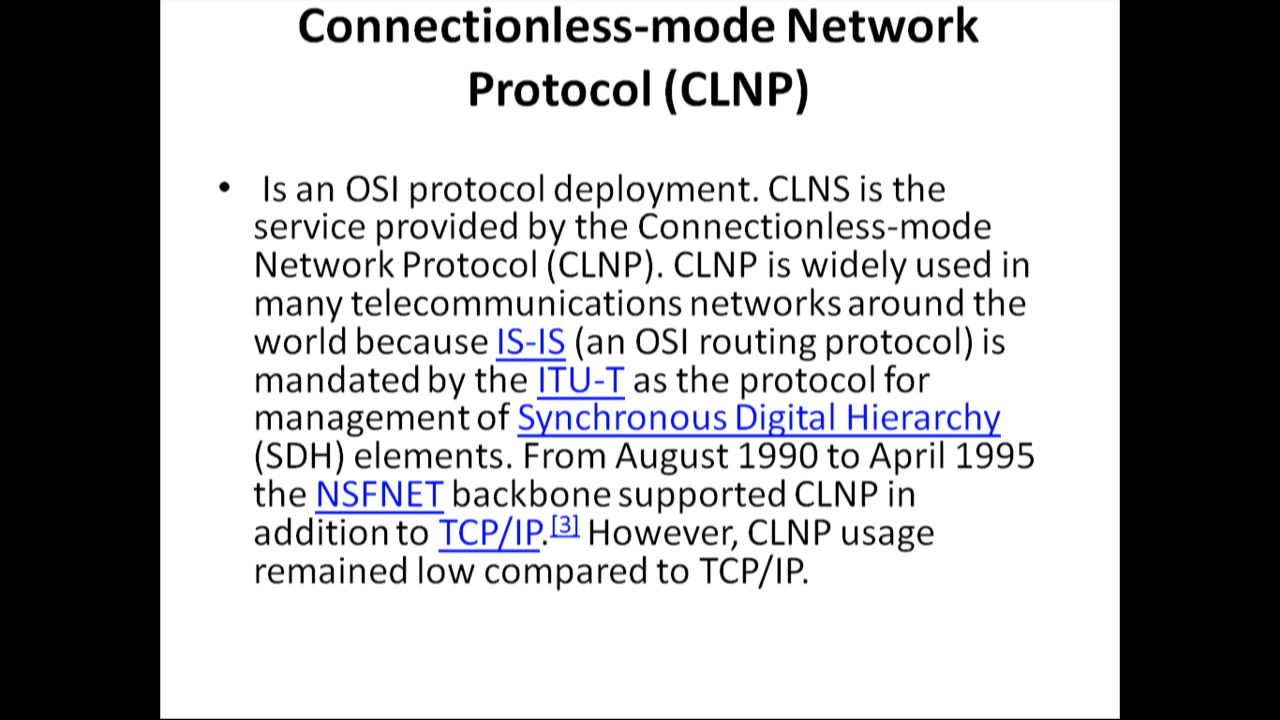 Connectionless-mode Network
Protocol (CLNP)
• Is an OSI protocol deployment. CLNS is the
service provided by the Connectionless-mode
Network Protocol (CLNP). CLNP is widely used in
many telecommunications networks around the
world because IS-IS (an OSI routing protocol) is
mandated by the ITU-T as the protocol for
management of Synchronous Digital Hierarchy
(SDH) elements. From August 1990 to April 1995
the NSFNET backbone supported CLNP in
addition to TCP/IP.[3] However, CLNP usage
remained low compared to TCP/IP.